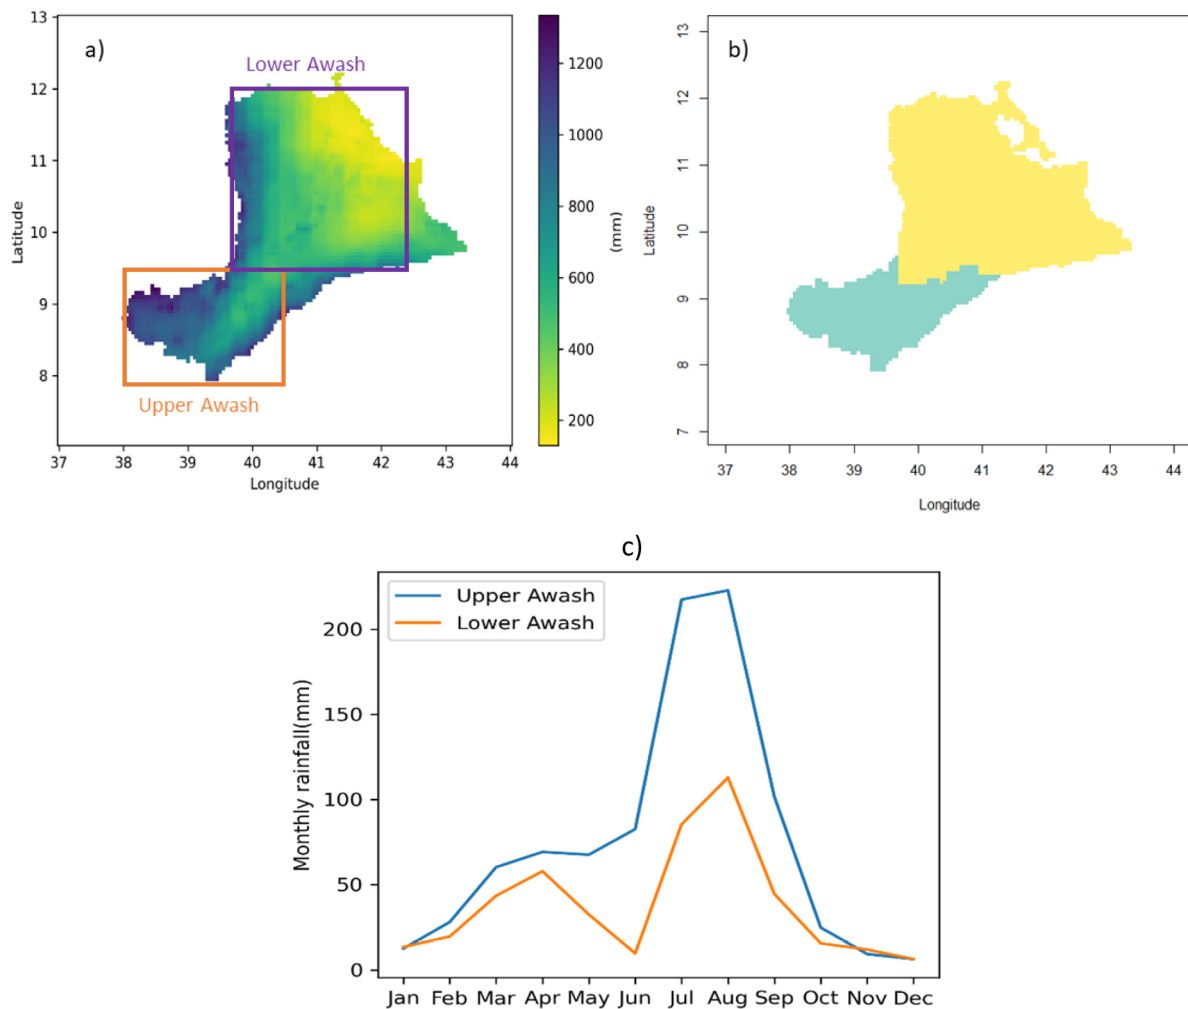 a)
Lower Awash
Upper Awash
13
12
11
10
9
8
Latitude
37 38 39 40 41 42 43 44
Longitude
1200
1000
800
600
400
200
(mm)
b)
13
12
11
10
9
8
7
Latitude
37 38 39 40 41 42 43 44
Longitude
c)
Upper Awash
Lower Awash
200
150
100
50
0
Monthly rainfall(mm)
Jan Feb Mar Apr May Jun Jul Aug Sep Oct Nov Dec